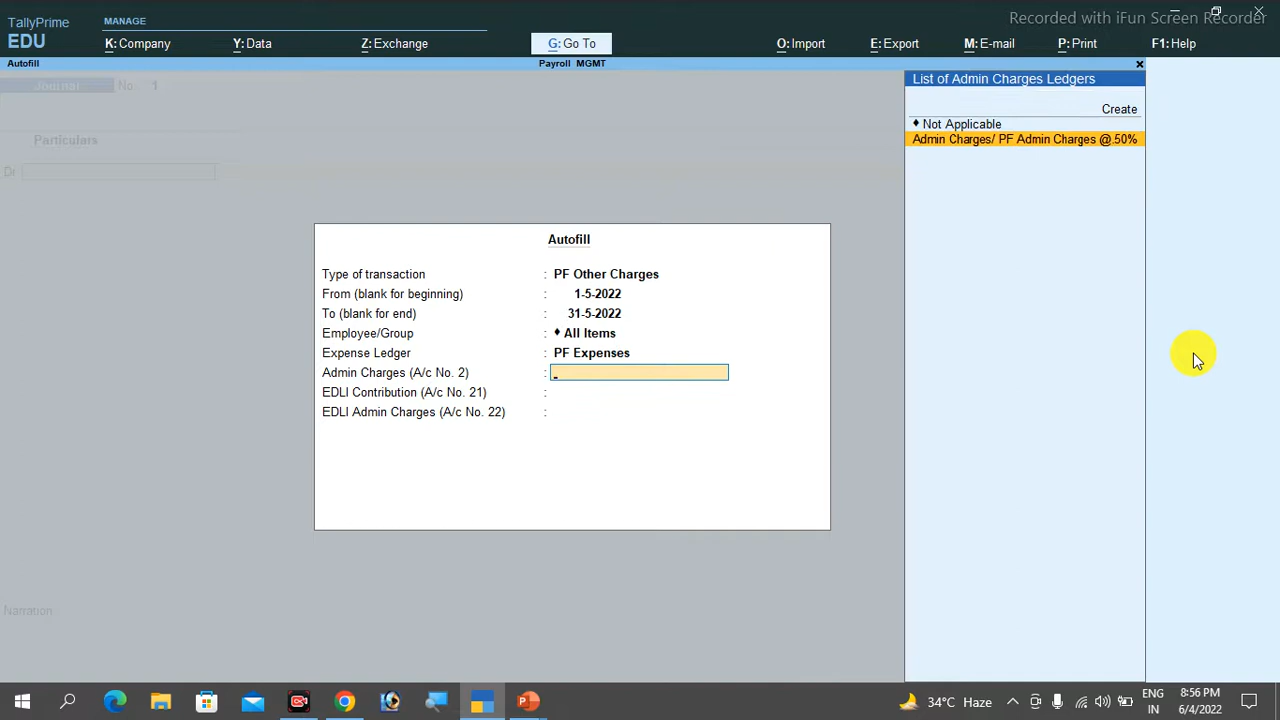 Recorded with iFun Screen Recorder
TallyPrime
EDU
MANAGE
K: Company
Y: Data
Z: Exchange
G: Go To
O: Import
E: Export
M: E-mail
P: Print
F1: Help
Autofill
Payroll MGMT
Journal No. 1
Particulars
Dr
Autofill
Type of transaction : PF Other Charges
From (blank for beginning) : 1-5-2022
To (blank for end) : 31-5-2022
Employee/Group : ♦ All Items
Expense Ledger : PF Expenses
Admin Charges (A/c No. 2) :
EDLI Contribution (A/c No. 21) :
EDLI Admin Charges (A/c No. 22) :
List of Admin Charges Ledgers
Create
♦ Not Applicable
Admin Charges/ PF Admin Charges @.50%
Narration
34°C Haze
ENG
IN
8:56 PM
6/4/2022